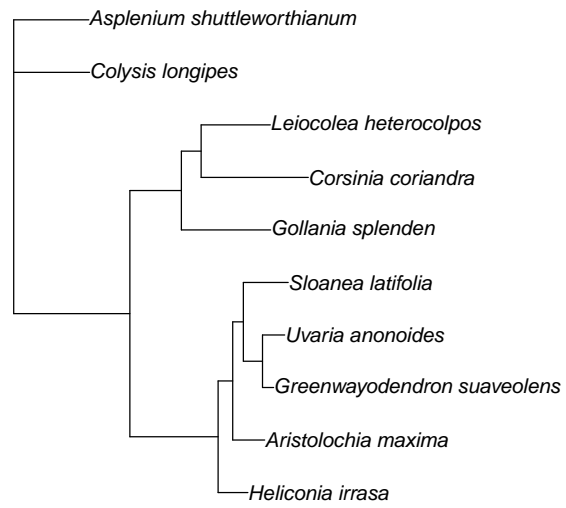 Asplenium shuttleworthianum
Colysis longipes
Leiocolea heterocolpos
Corsinia coriandra
Gollania splenden
Sloanea latifolia
Uvaria anonoides
Greenwayodendron suaveolens
Aristolochia maxima
Heliconia irrasa